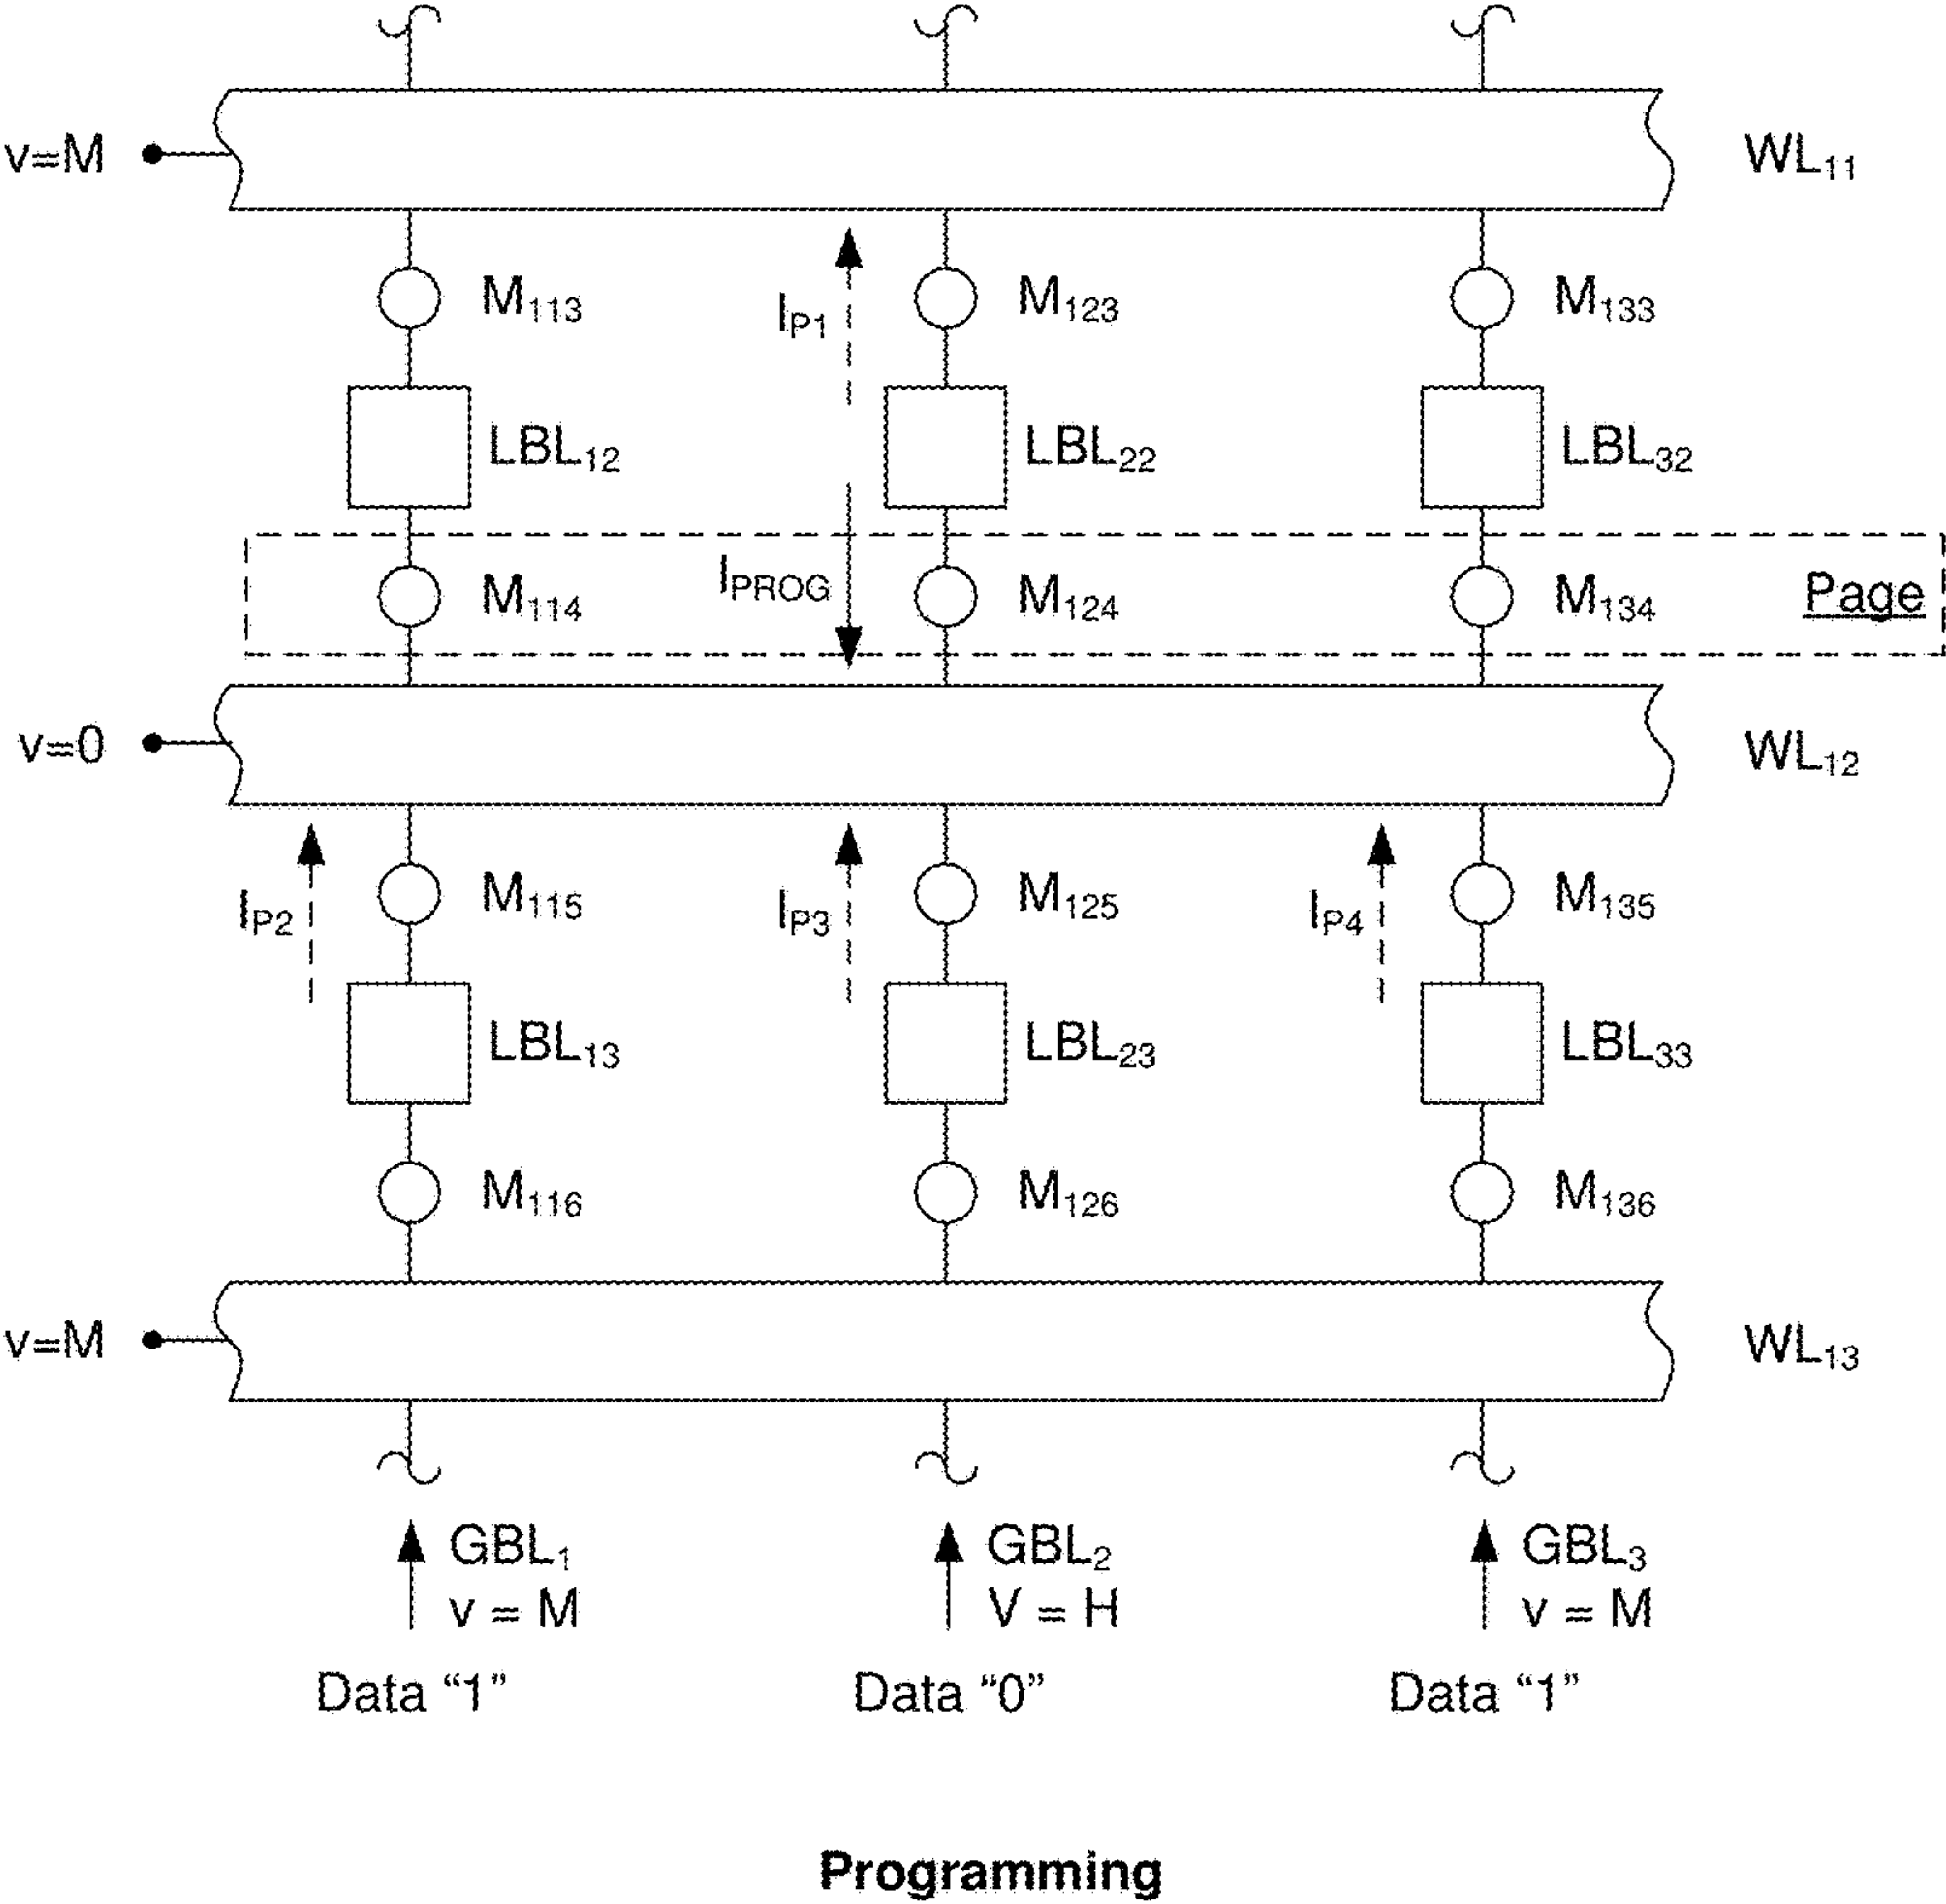 v=M WL11
M113 IP1 M123 M133
LBL12 LBL22 LBL32
M114 IPROG M124 M134 Page
v=0 WL12
IP2 M115 IP3 M125 IP4 M135
LBL13 LBL23 LBL33
M116 M126 M136
v=M WL13
GBL1 GBL2 GBL3
v = M V = H v = M
Data “1” Data “0” Data “1”
Programming